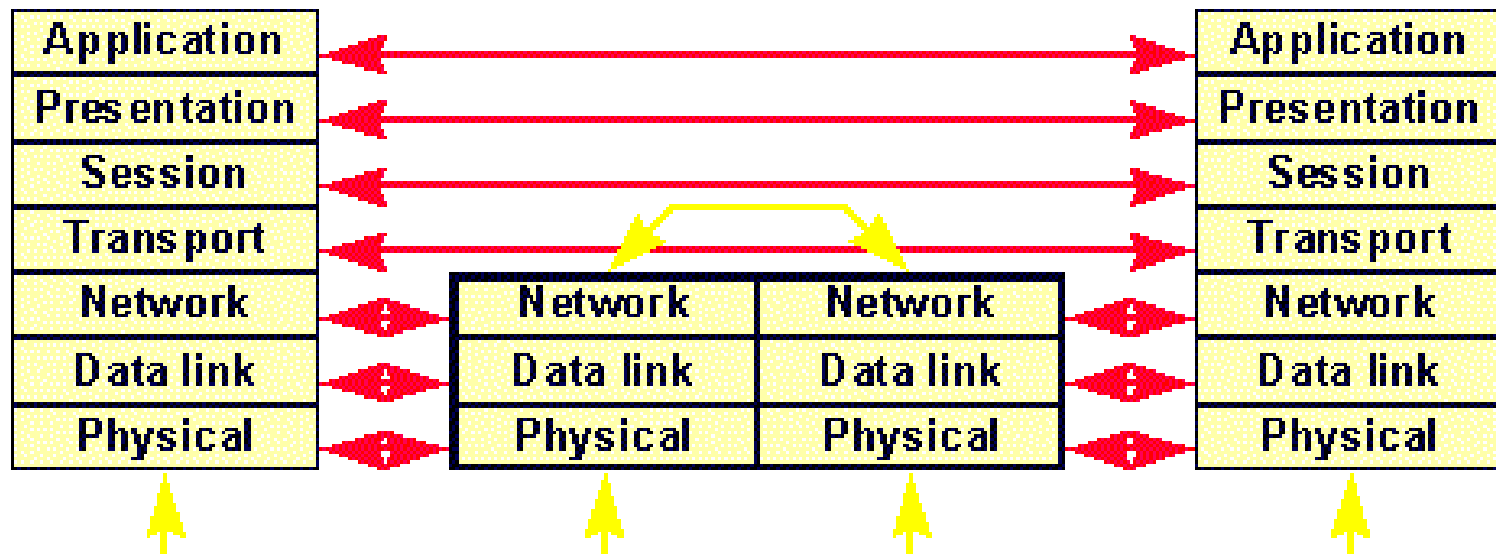 Application Application
Presentation Presentation
Session Session
Transport Transport
Network Network Network Network
Data link Data link Data link Data link
Physical Physical Physical Physical